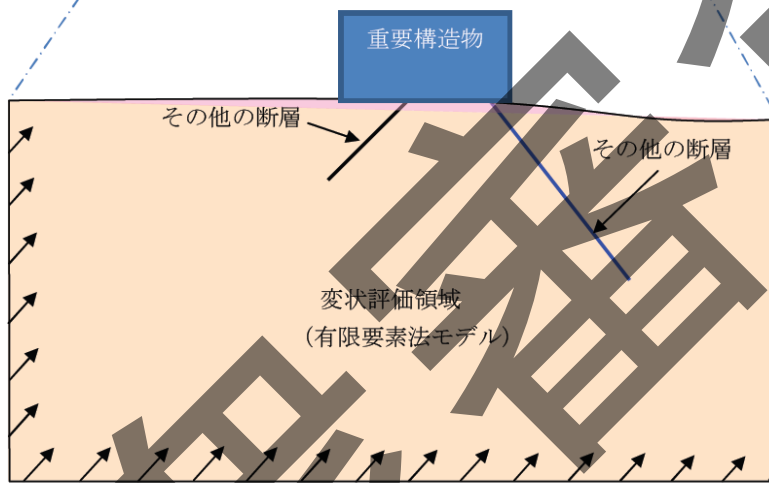 重要構造物
その他の断層
その他の断層
変状評価領域
(有限要素法モデル)